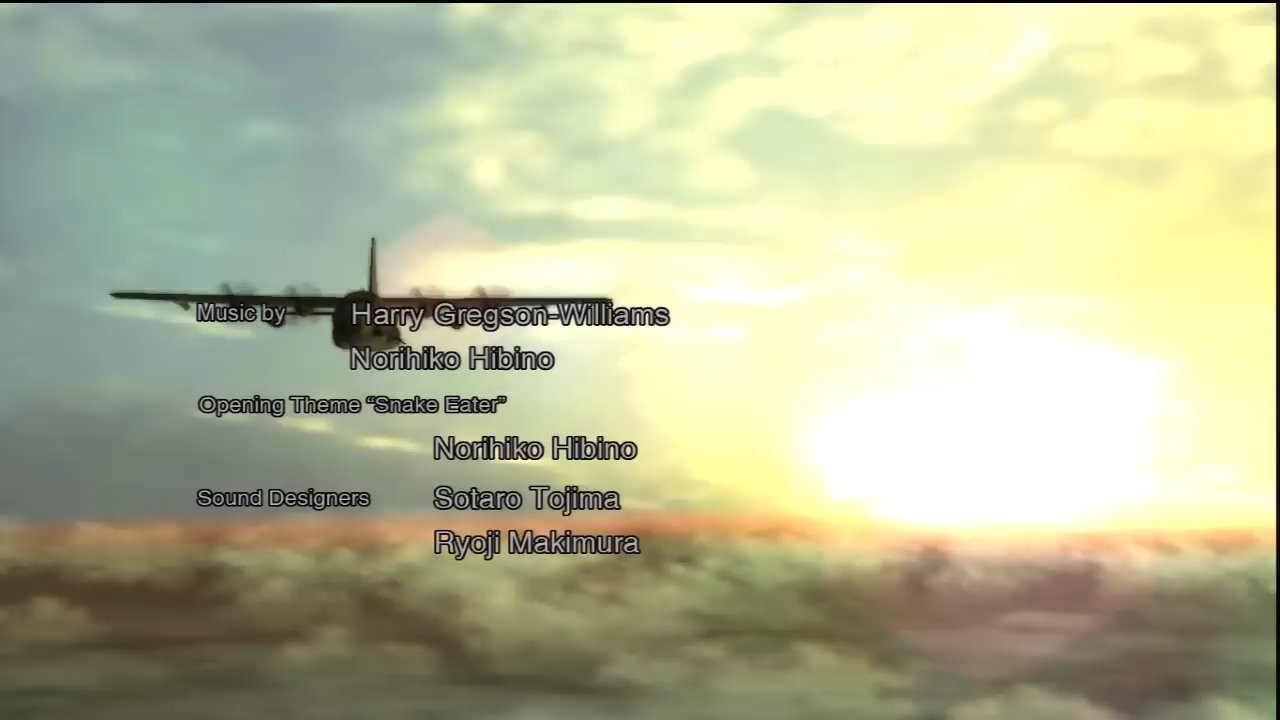 Music by Harry Gregson-Williams
Norihiko Hibino
Opening Theme “Snake Eater”
Norihiko Hibino
Sound Designers Sotaro Tojima
Ryoji Makimura